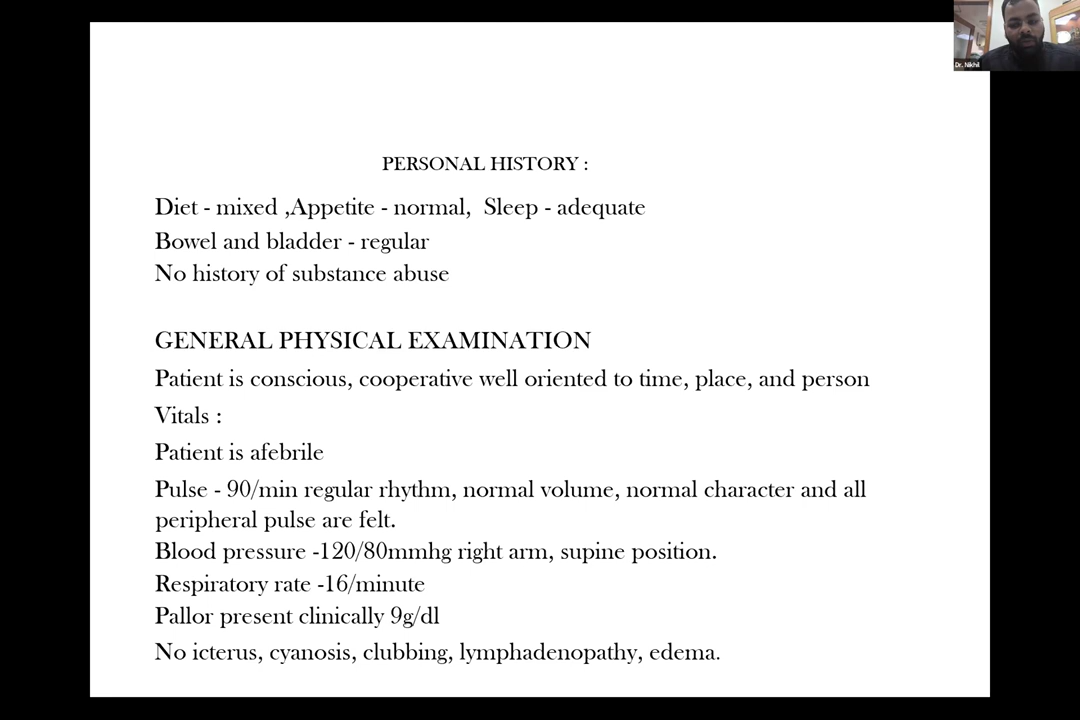 Dr. Nikhil
PERSONAL HISTORY :
Diet - mixed ,Appetite - normal, Sleep - adequate
Bowel and bladder - regular
No history of substance abuse
GENERAL PHYSICAL EXAMINATION
Patient is conscious, cooperative well oriented to time, place, and person
Vitals :
Patient is afebrile
Pulse - 90/min regular rhythm, normal volume, normal character and all
peripheral pulse are felt.
Blood pressure -120/80mmhg right arm, supine position.
Respiratory rate -16/minute
Pallor present clinically 9g/dl
No icterus, cyanosis, clubbing, lymphadenopathy, edema.